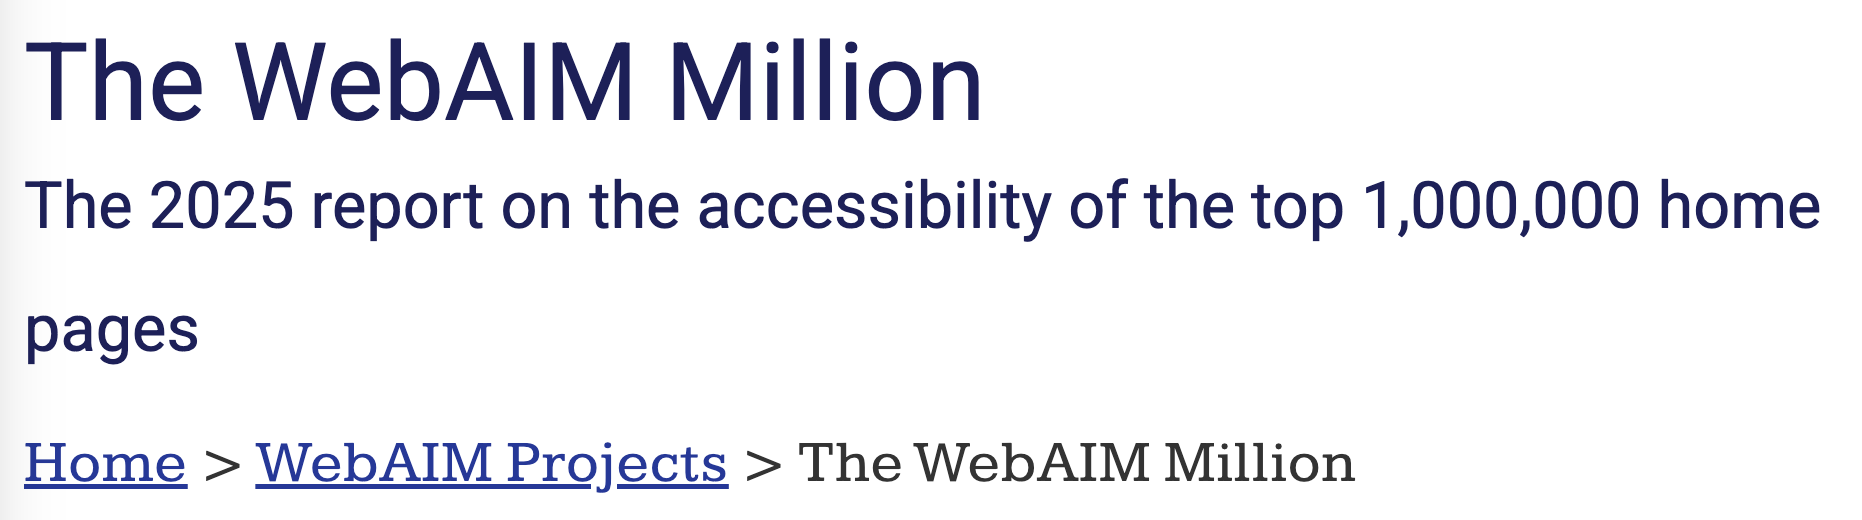 The WebAIM Million
The 2025 report on the accessibility of the top 1,000,000 home
pages
Home > WebAIM Projects > The WebAIM Million